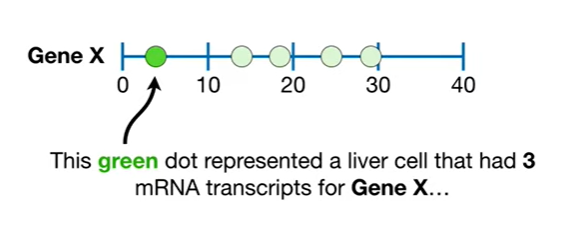 Gene X
0 10 20 30 40
This green dot represented a liver cell that had 3
mRNA transcripts for Gene X...